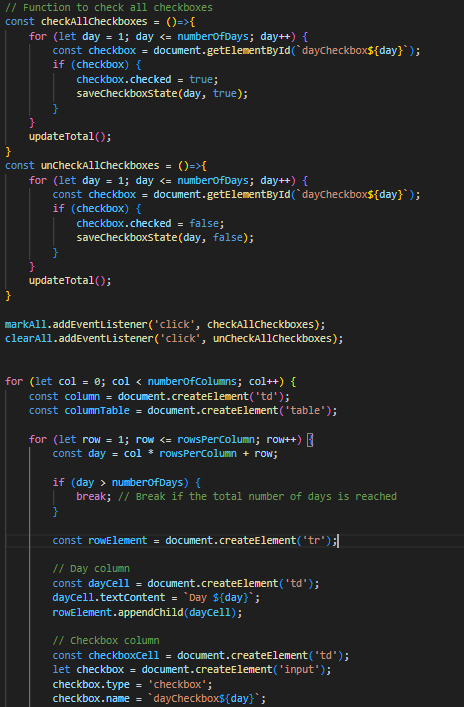 // Function to check all checkboxes
const checkAllCheckboxes = ()=>{
    for (let day = 1; day <= numberOfDays; day++) {
        const checkbox = document.getElementById(`dayCheckbox${day}`);
        if (checkbox) {
            checkbox.checked = true;
            saveCheckboxState(day, true);
        }
    }
    updateTotal();
}
const unCheckAllCheckboxes = ()=>{
    for (let day = 1; day <= numberOfDays; day++) {
        const checkbox = document.getElementById(`dayCheckbox${day}`);
        if (checkbox) {
            checkbox.checked = false;
            saveCheckboxState(day, false);
        }
    }
    updateTotal();
}

markAll.addEventListener('click', checkAllCheckboxes);
clearAll.addEventListener('click', unCheckAllCheckboxes);


for (let col = 0; col < numberOfColumns; col++) {
    const column = document.createElement('td');
    const columnTable = document.createElement('table');

    for (let row = 1; row <= rowsPerColumn; row++) {
        const day = col * rowsPerColumn + row;

        if (day > numberOfDays) {
            break; // Break if the total number of days is reached
        }

        const rowElement = document.createElement('tr');

        // Day column
        const dayCell = document.createElement('td');
        dayCell.textContent = `Day ${day}`;
        rowElement.appendChild(dayCell);

        // Checkbox column
        const checkboxCell = document.createElement('td');
        let checkbox = document.createElement('input');
        checkbox.type = 'checkbox';
        checkbox.name = `dayCheckbox${day}`;